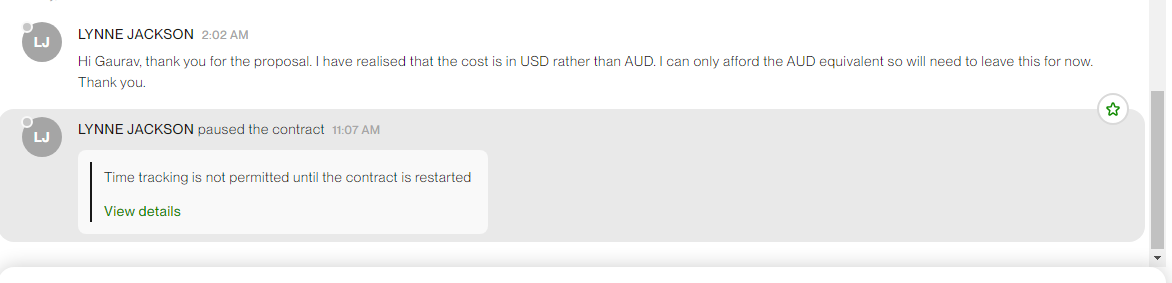 LJ
LYNNE JACKSON 2:02 AM
Hi Gaurav, thank you for the proposal. I have realised that the cost is in USD rather than AUD. I can only afford the AUD equivalent so will need to leave this for now.
Thank you.
LJ
LYNNE JACKSON paused the contract 11:07 AM
Time tracking is not permitted until the contract is restarted
View details